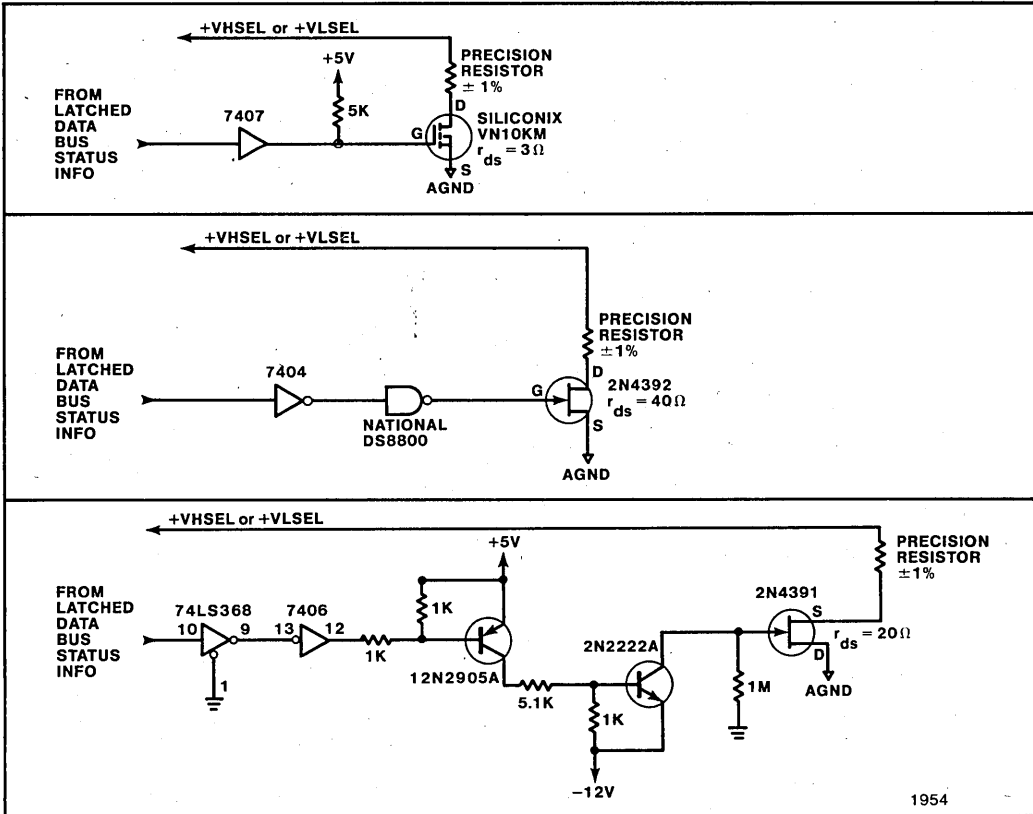 +VHSEL or +VLSEL
+5V
PRECISION
RESISTOR
± 1%
5K
FROM
LATCHED
DATA
BUS
STATUS
INFO
7407
D
G
S
SILICONIX
VN10KM
rds = 3Ω
AGND
+VHSEL or +VLSEL
PRECISION
RESISTOR
±1%
FROM
LATCHED
DATA
BUS
STATUS
INFO
7404
NATIONAL
DS8800
G
D
S
2N4392
rds = 40Ω
AGND
+VHSEL or +VLSEL
+5V
PRECISION
RESISTOR
±1%
FROM
LATCHED
DATA
BUS
STATUS
INFO
74LS368
10
9
1
7406
13
12
1K
1K
12N2905A
5.1K
1K
2N2222A
-12V
1M
2N4391
S
rds = 20Ω
D
AGND
1954